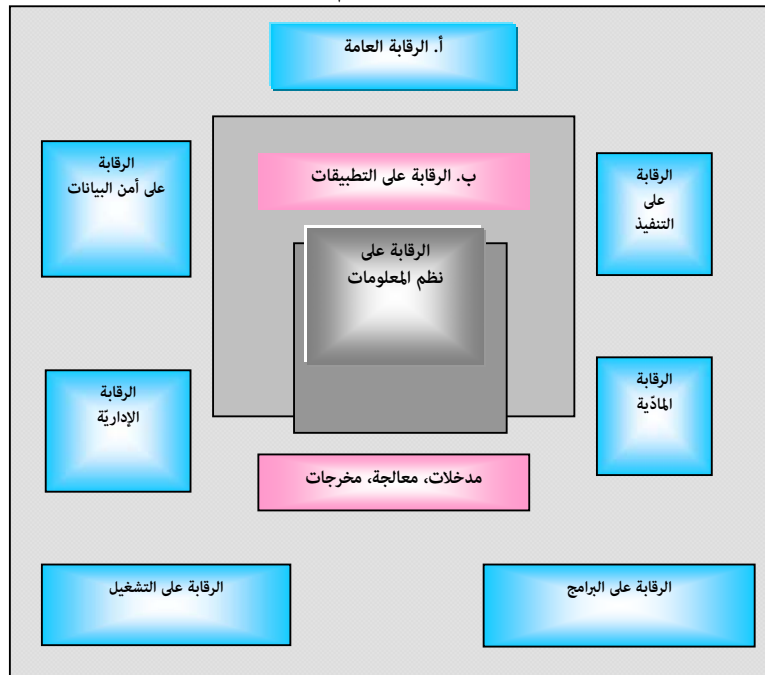 أ. الرقابة العامة
الرقابة
على
التنفيذ
ب. الرقابة على التطبيقات
الرقابة
على أمن البيانات
الرقابة على
نظم المعلومات
الرقابة
المادّية
الرقابة
الإداريّة
مدخلات، معالجة، مخرجات
الرقابة على البرامج
الرقابة على التشغيل